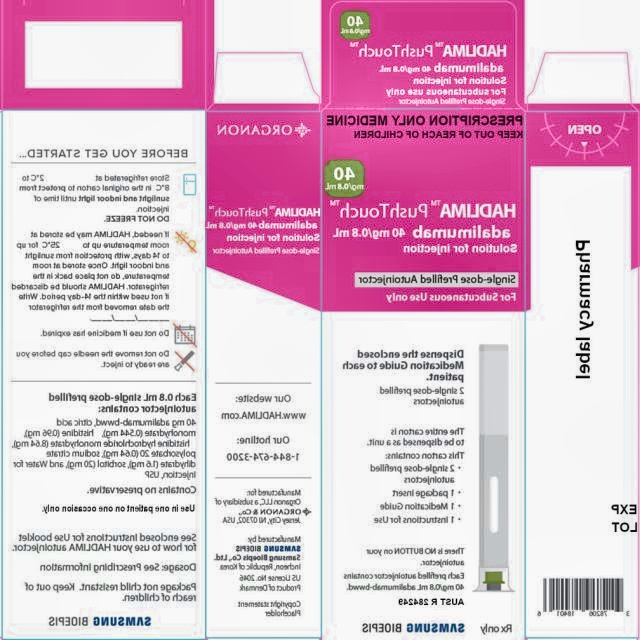 40
mg/0.8 mL
HADLIMA™ PushTouch™
adalimumab 40 mg/0.8 mL
Solution for injection
For subcutaneous use only
Single-dose Prefilled Autoinjector
PRESCRIPTION ONLY MEDICINE
KEEP OUT OF REACH OF CHILDREN
40
mg/0.8 mL
HADLIMA™ PushTouch™
adalimumab 40 mg/0.8 mL
Solution for injection
Single-dose Prefilled Autoinjector
For Subcutaneous Use only
Dispense the enclosed
Medication Guide to each
patient.
2 single-dose prefilled
autoinjectors
The entire carton is
to be dispensed as a unit.
This carton contains:
• 2 single-dose prefilled
autoinjectors
• 1 package insert
• 1 Medication Guide
• 1 Instruction for Use
There is NO BUTTON on your
autoinjector.
Each prefilled autoinjector contains
40 mg/0.8 mL adalimumab-bwwd.
AUST R 284249
Rx only
SAMSUNG BIOEPIS
ORGANON
HADLIMA™ PushTouch™
adalimumab 40 mg/0.8 mL
Solution for injection
Single-dose Prefilled Autoinjector
Our website:
www.HADLIMA.com
Our hotline:
1-844-674-3200
Manufactured for:
Organon LLC, a subsidiary of
ORGANON & Co.,
Jersey City, NJ 07302, USA
Manufactured by:
SAMSUNG BIOEPIS
Samsung Bioepis Co., Ltd.
Incheon, Republic of Korea
US License No. 2046
Product of Denmark
Copyright statement
Placeholder
BEFORE YOU GET STARTED...
Store refrigerated at 2°C to
8°C in the original carton to protect from
sunlight and indoor light until time of
injection.
DO NOT FREEZE.
If needed, HADLIMA may be stored at
room temperature up to 25°C for up
to 14 days, with protection from sunlight
and indoor light. Once stored at room
temperature, do not place back in the
refrigerator. HADLIMA should be discarded
if not used within the 14-day period. Write
the date removed from the refrigerator
____/____/____
Do not use if medicine has expired.
Do not remove the needle cap before you
are ready to inject.
Each 0.8 mL single-dose prefilled
autoinjector contains:
40 mg adalimumab-bwwd, citric acid
monohydrate (0.54 mg), histidine (0.96 mg),
histidine hydrochloride monohydrate (8.64 mg),
polysorbate 20 (0.64 mg), sodium citrate
dihydrate (1.6 mg), sorbitol (20 mg), and Water for
Injection, USP
Contains no preservative.
Use in one patient on one occasion only.
See enclosed Instructions for Use booklet
for how to use your HADLIMA autoinjector.
Dosage: See Prescribing Information
Package not child resistant. Keep out of
reach of children.
SAMSUNG BIOEPIS
OPEN
Pharmacy label
EXP
LOT
3 78206 18401 6